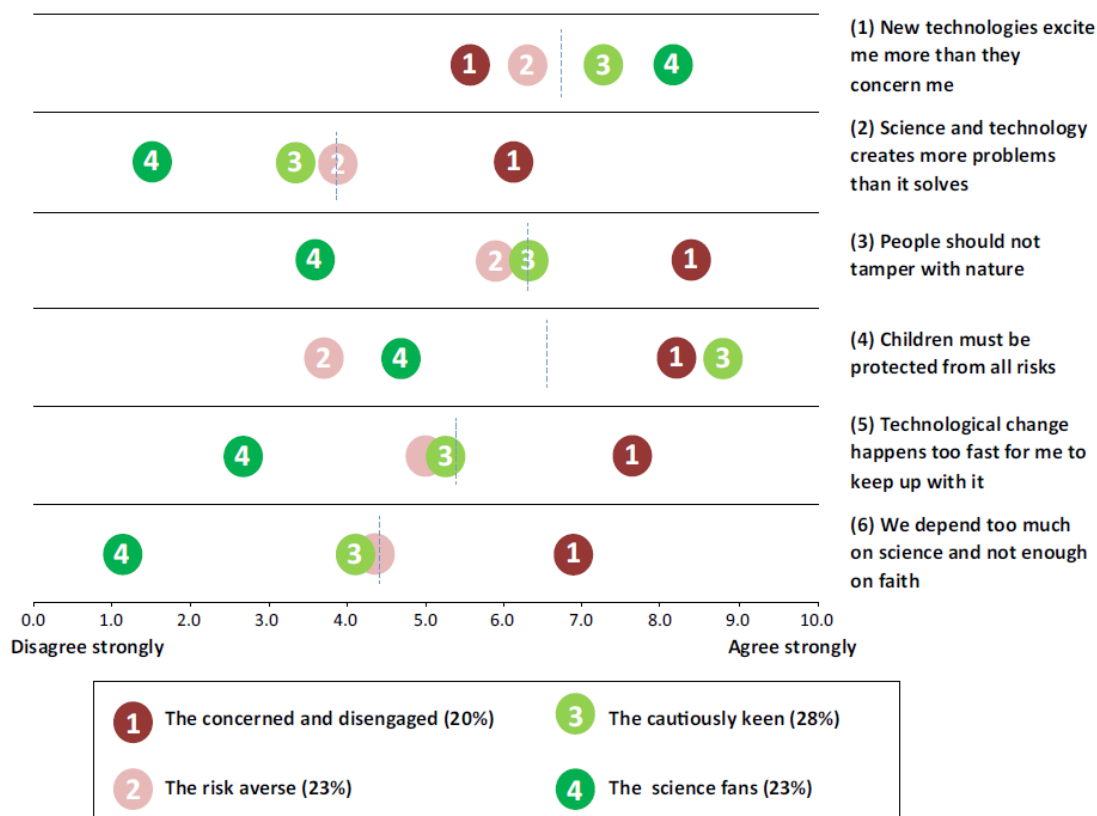 1 2 3 4
(1) New technologies excite
me more than they
concern me
4 3 2 1
(2) Science and technology
creates more problems
than it solves
4 2 3 1
(3) People should not
tamper with nature
2 4 1 3
(4) Children must be
protected from all risks
4 3 1
(5) Technological change
happens too fast for me to
keep up with it
4 3 1
(6) We depend too much
on science and not enough
on faith
0.0 1.0 2.0 3.0 4.0 5.0 6.0 7.0 8.0 9.0 10.0
Disagree strongly Agree strongly
1 The concerned and disengaged (20%) 3 The cautiously keen (28%)
2 The risk averse (23%) 4 The science fans (23%)